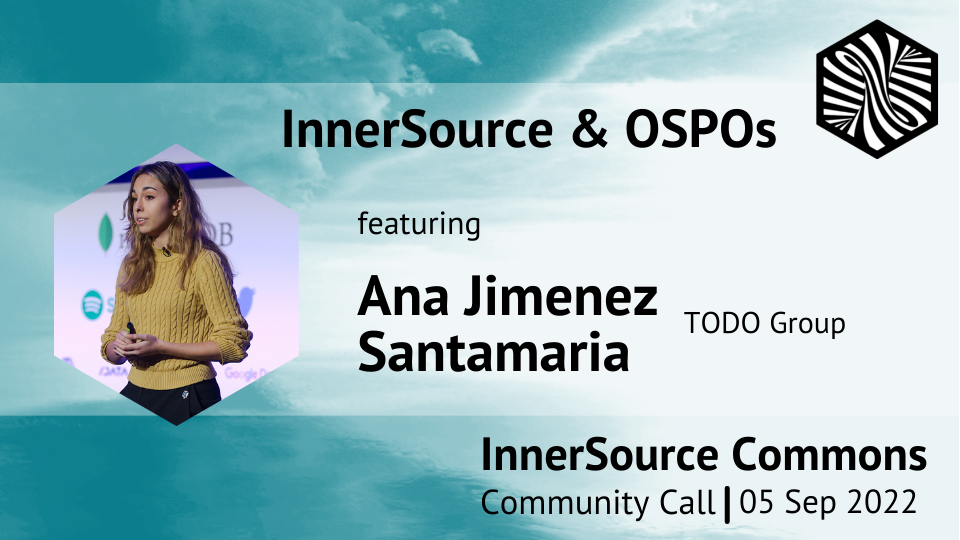 InnerSource & OSPOs
featuring
Ana Jimenez
Santamaria
TODO Group
InnerSource Commons
Community Call | 05 Sep 2022